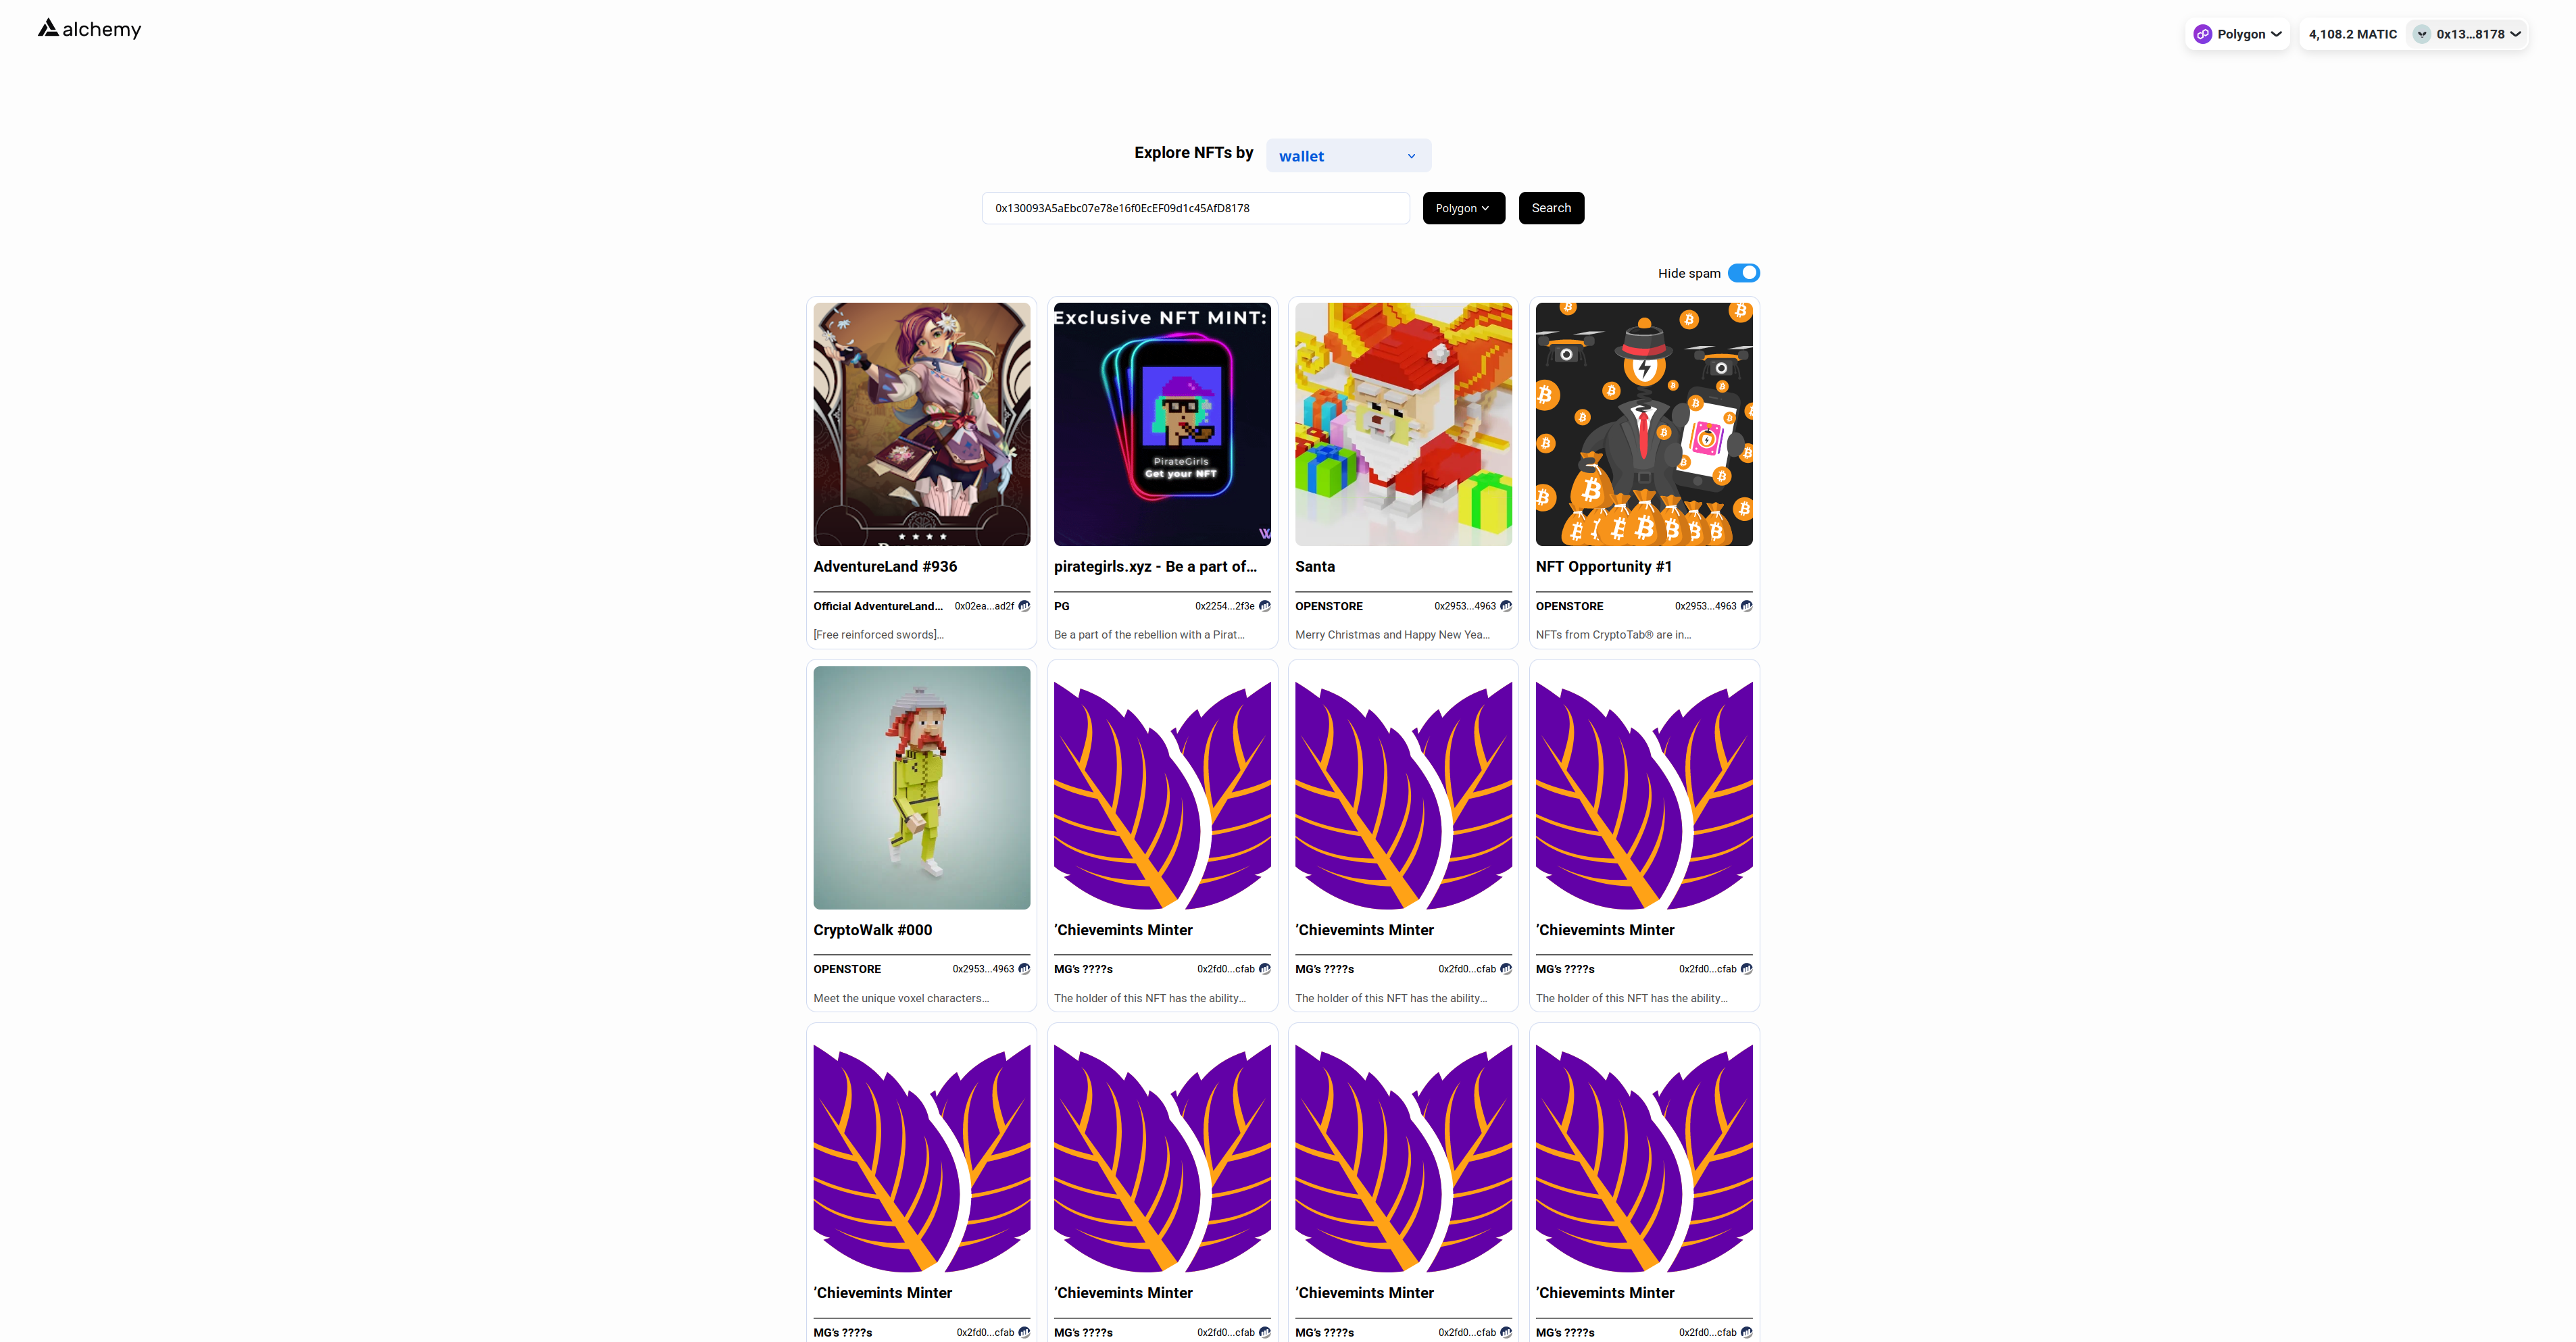 alchemy
Polygon
4,108.2 MATIC
0x13...8178
Explore NFTs by
wallet
0x130093A5aEbc07e78e16f0EcEF09d1c45AfD8178
Polygon
Search
Hide spam
Exclusive NFT MINT:
PirateGirls
Get your NFT
AdventureLand #936
pirategirls.xyz - Be a part of...
Santa
NFT Opportunity #1
Official AdventureLand... 0x02ea...ad2f
PG 0x2254...2f3e
OPENSTORE 0x2953...4963
OPENSTORE 0x2953...4963
[Free reinforced swords]...
Be a part of the rebellion with a Pirat...
Merry Christmas and Happy New Yea...
NFTs from CryptoTab® are in...
CryptoWalk #000
’Chievemints Minter
’Chievemints Minter
’Chievemints Minter
OPENSTORE 0x2953...4963
MG’s ????s 0x2fd0...cfab
MG’s ????s 0x2fd0...cfab
MG’s ????s 0x2fd0...cfab
Meet the unique voxel characters...
The holder of this NFT has the ability...
The holder of this NFT has the ability...
The holder of this NFT has the ability...
’Chievemints Minter
’Chievemints Minter
’Chievemints Minter
’Chievemints Minter
MG’s ????s 0x2fd0...cfab
MG’s ????s 0x2fd0...cfab
MG’s ????s 0x2fd0...cfab
MG’s ????s 0x2fd0...cfab